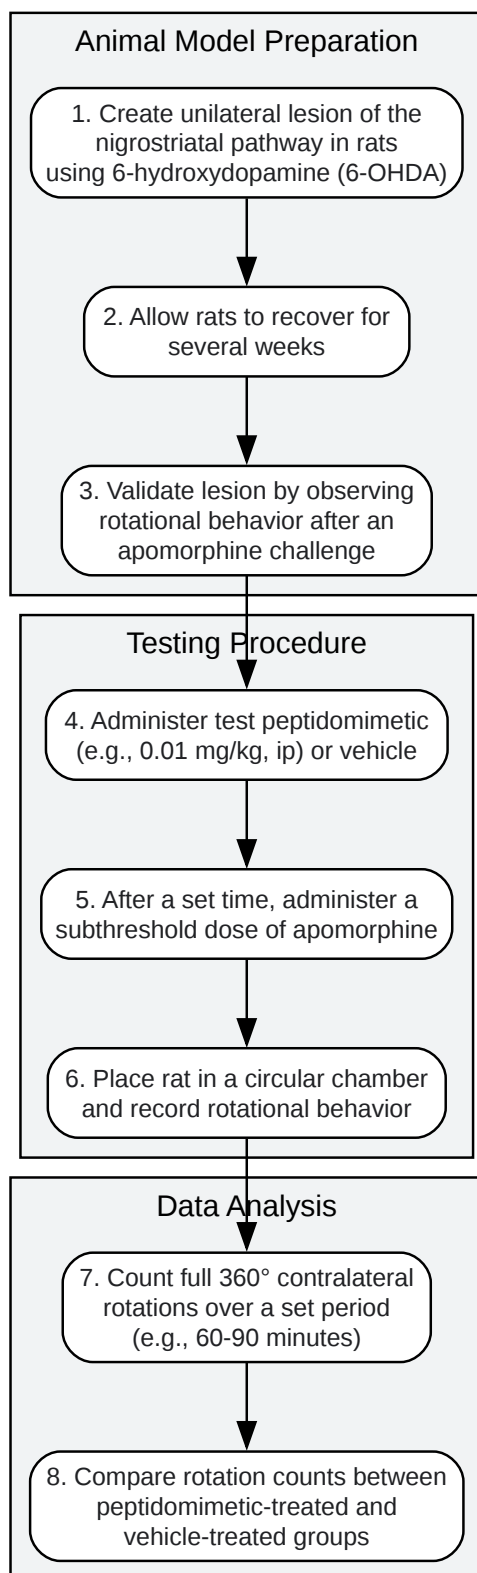 Animal Model Preparation
1. Create unilateral lesion of the
nigrostriatal pathway in rats
using 6-hydroxydopamine (6-OHDA)
2. Allow rats to recover for
several weeks
3. Validate lesion by observing
rotational behavior after an
apomorphine challenge
Testing Procedure
4. Administer test peptidomimetic
(e.g., 0.01 mg/kg, ip) or vehicle
5. After a set time, administer a
subthreshold dose of apomorphine
6. Place rat in a circular chamber
and record rotational behavior
Data Analysis
7. Count full 360° contralateral
rotations over a set period
(e.g., 60-90 minutes)
8. Compare rotation counts between
peptidomimetic-treated and
vehicle-treated groups